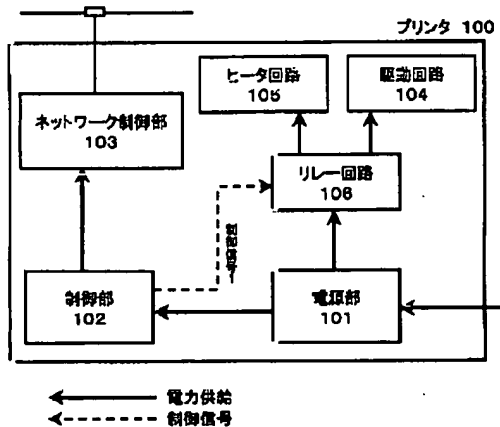 プリンタ 100
ヒータ回路
105
駆動回路
104
ネットワーク制御部
103
リレー回路
106
制御部
102
電源部
101
電力供給
制御信号